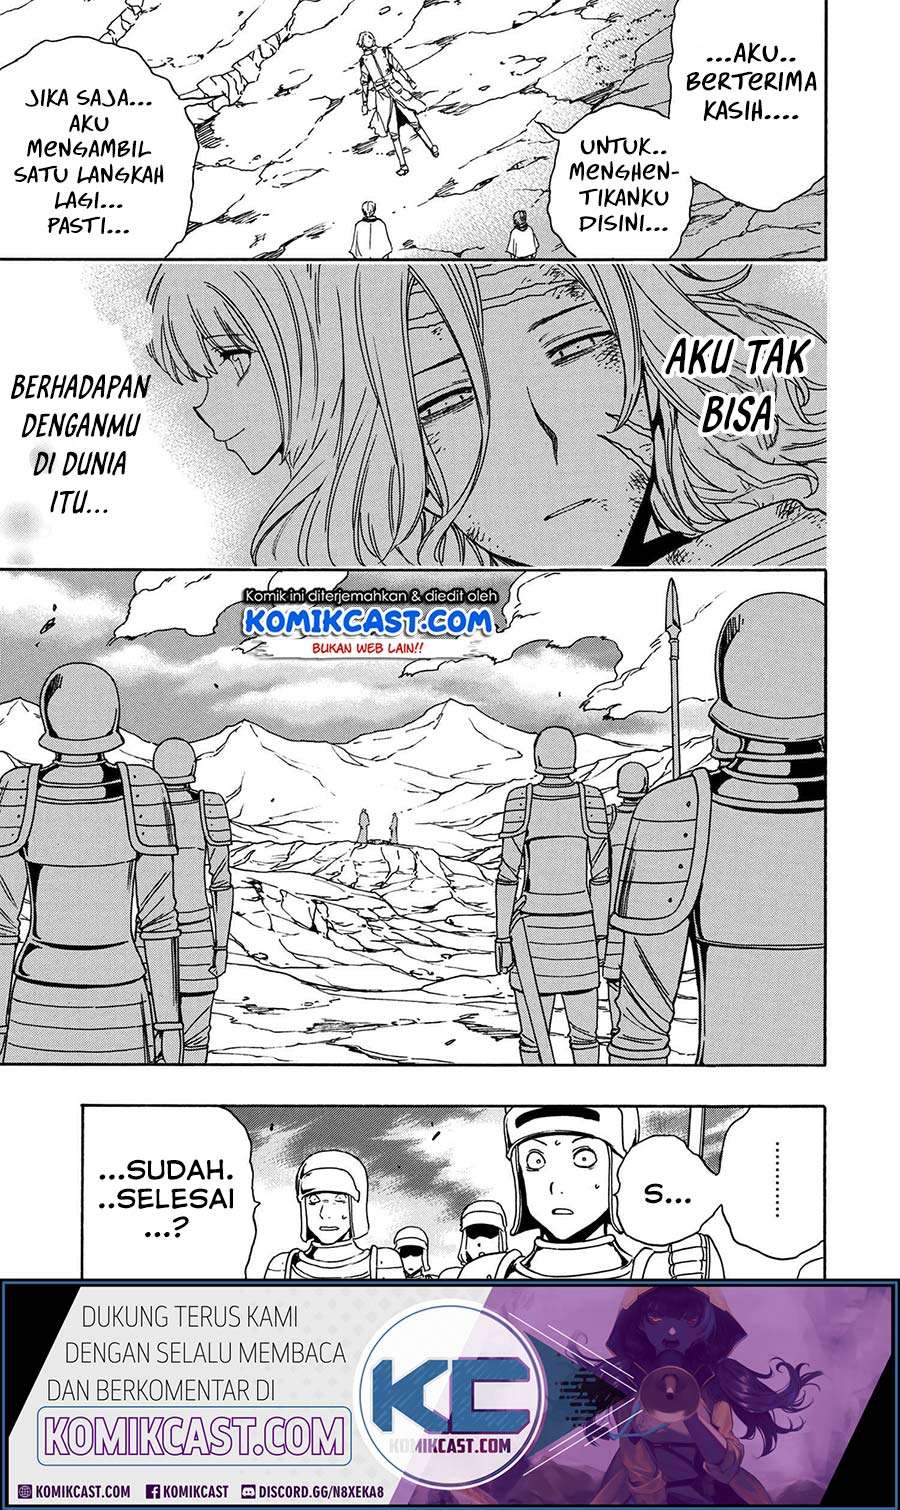 ...AKU..
BERTERIMA
KASIH....
UNTUK..
MENGHEN-
TIKANKU
DISINI...
JIKA SAJA...
AKU
MENGAMBIL
SATU LANGKAH
LAGI...
PASTI...
AKU TAK
BISA
BERHADAPAN
DENGANMU
DI DUNIA
ITU...
Komik ini diterjemahkan & diedit oleh
KOMIKCAST.COM
BUKAN WEB LAIN!!
.........
S...
...SUDAH.
..SELESAI
...?
DUKUNG TERUS KAMI
DENGAN SELALU MEMBACA
DAN BERKOMENTAR DI
KOMIKCAST.COM
KC
KOMIKCAST.COM
KOMIKCAST.COM
KOMIKCAST
DISCORD.GG/N8XEKA8